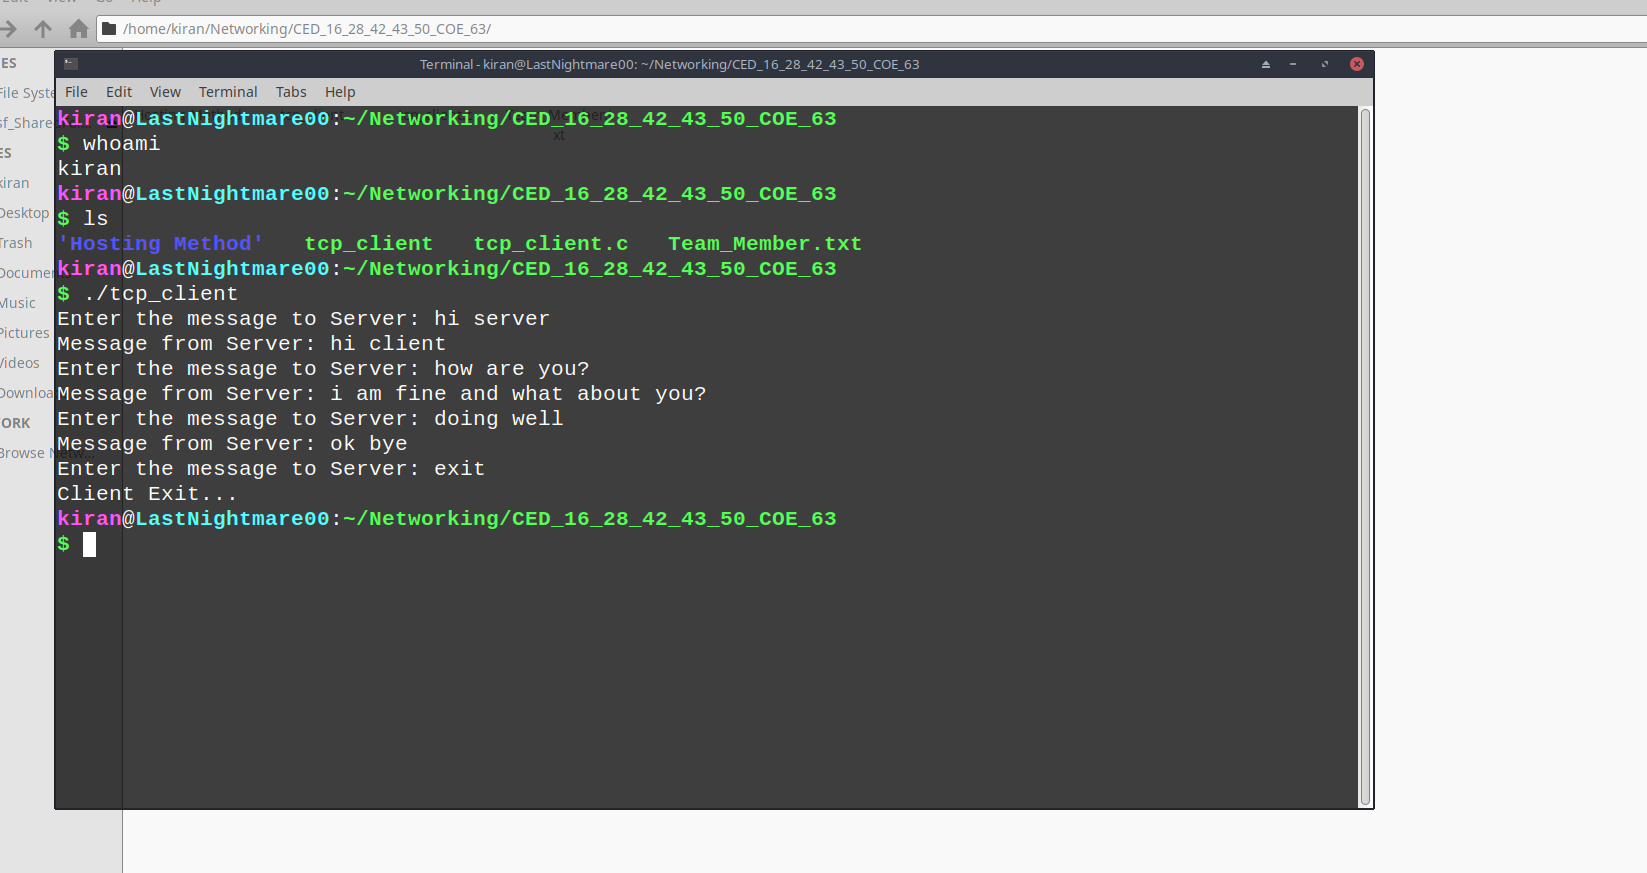 Edit View Go Help
/home/kiran/Networking/CED_16_28_42_43_50_COE_63/
ES
File Syste
sf_Share
ES
kiran
Desktop
Trash
Documen
Music
Pictures
Videos
Downloa
ORK
Browse Netw...
Terminal - kiran@LastNightmare00: ~/Networking/CED_16_28_42_43_50_COE_63
File Edit View Terminal Tabs Help
kiran@LastNightmare00:~/Networking/CED_16_28_42_43_50_COE_63
$ whoami
kiran
kiran@LastNightmare00:~/Networking/CED_16_28_42_43_50_COE_63
$ ls
'Hosting Method' tcp_client tcp_client.c Team_Member.txt
kiran@LastNightmare00:~/Networking/CED_16_28_42_43_50_COE_63
$ ./tcp_client
Enter the message to Server: hi server
Message from Server: hi client
Enter the message to Server: how are you?
Message from Server: i am fine and what about you?
Enter the message to Server: doing well
Message from Server: ok bye
Enter the message to Server: exit
Client Exit...
kiran@LastNightmare00:~/Networking/CED_16_28_42_43_50_COE_63
$